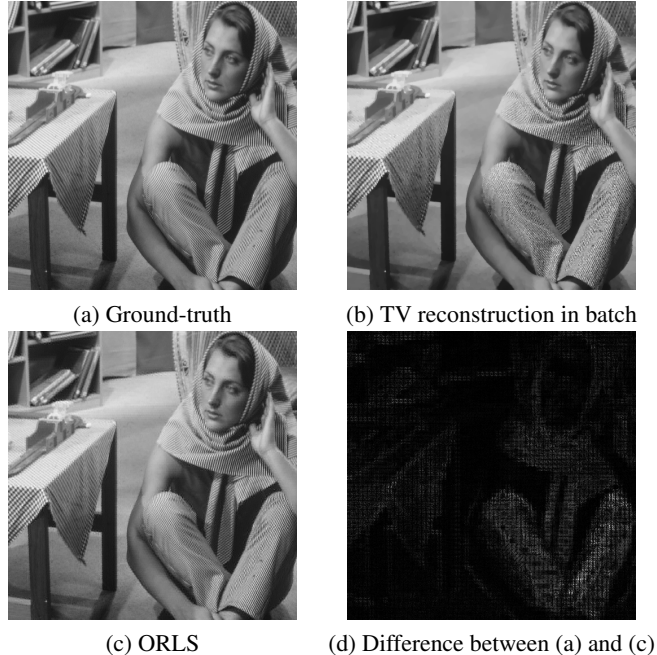 (a) Ground-truth
(b) TV reconstruction in batch
(c) ORLS
(d) Difference between (a) and (c)